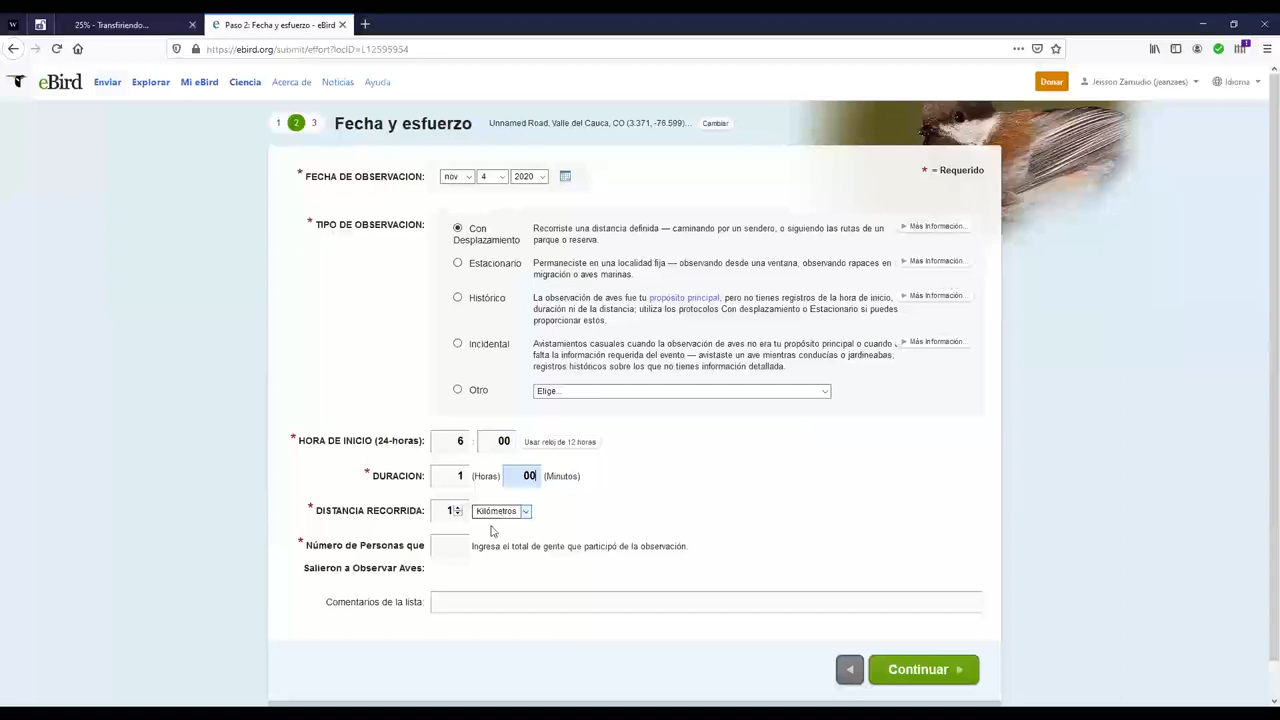 25% - Transfiriendo...
Paso 2: Fecha y esfuerzo - eBird
https://ebird.org/submit/effort?locID=L12599954
eBird Enviar Explorar Mi eBird Ciencia Acerca de Noticias Ayuda Donar Jeisson Zamudio (jeanzaes) Idioma
1 2 3 Fecha y esfuerzo Unnamed Road, Valle del Cauca, CO (3.371, -76.599)... Cambiar
* FECHA DE OBSERVACION: nov 4 2020 * = Requerido
* TIPO DE OBSERVACION:
Con Desplazamiento
Recorriste una distancia definida — caminando por un sendero, o siguiendo las rutas de un
parque o reserva.
Más Información...
Estacionario
Permaneciste en una localidad fija — observando desde una ventana, observando rapaces en
migración o aves marinas.
Más Información...
Histórico
La observación de aves fue tu propósito principal, pero no tienes registros de la hora de inicio,
duración ni de la distancia; utiliza los protocolos Con desplazamiento o Estacionario si puedes
proporcionar estos.
Más Información...
Incidental
Avistamientos casuales cuando la observación de aves no era tu propósito principal o cuando
falta la información requerida del evento — avistaste un ave mientras conducías o jardineabas,
registros históricos sobre los que no tienes información detallada.
Más Información...
Otro Elige...
* HORA DE INICIO (24-horas): 6 : 00 Usar reloj de 12 horas
* DURACION: 1 (Horas) 00 (Minutos)
* DISTANCIA RECORRIDA: 1 Kilómetros
* Número de Personas que
Salieron a Observar Aves:
Ingresa el total de gente que participó de la observación.
Comentarios de la lista:
Continuar